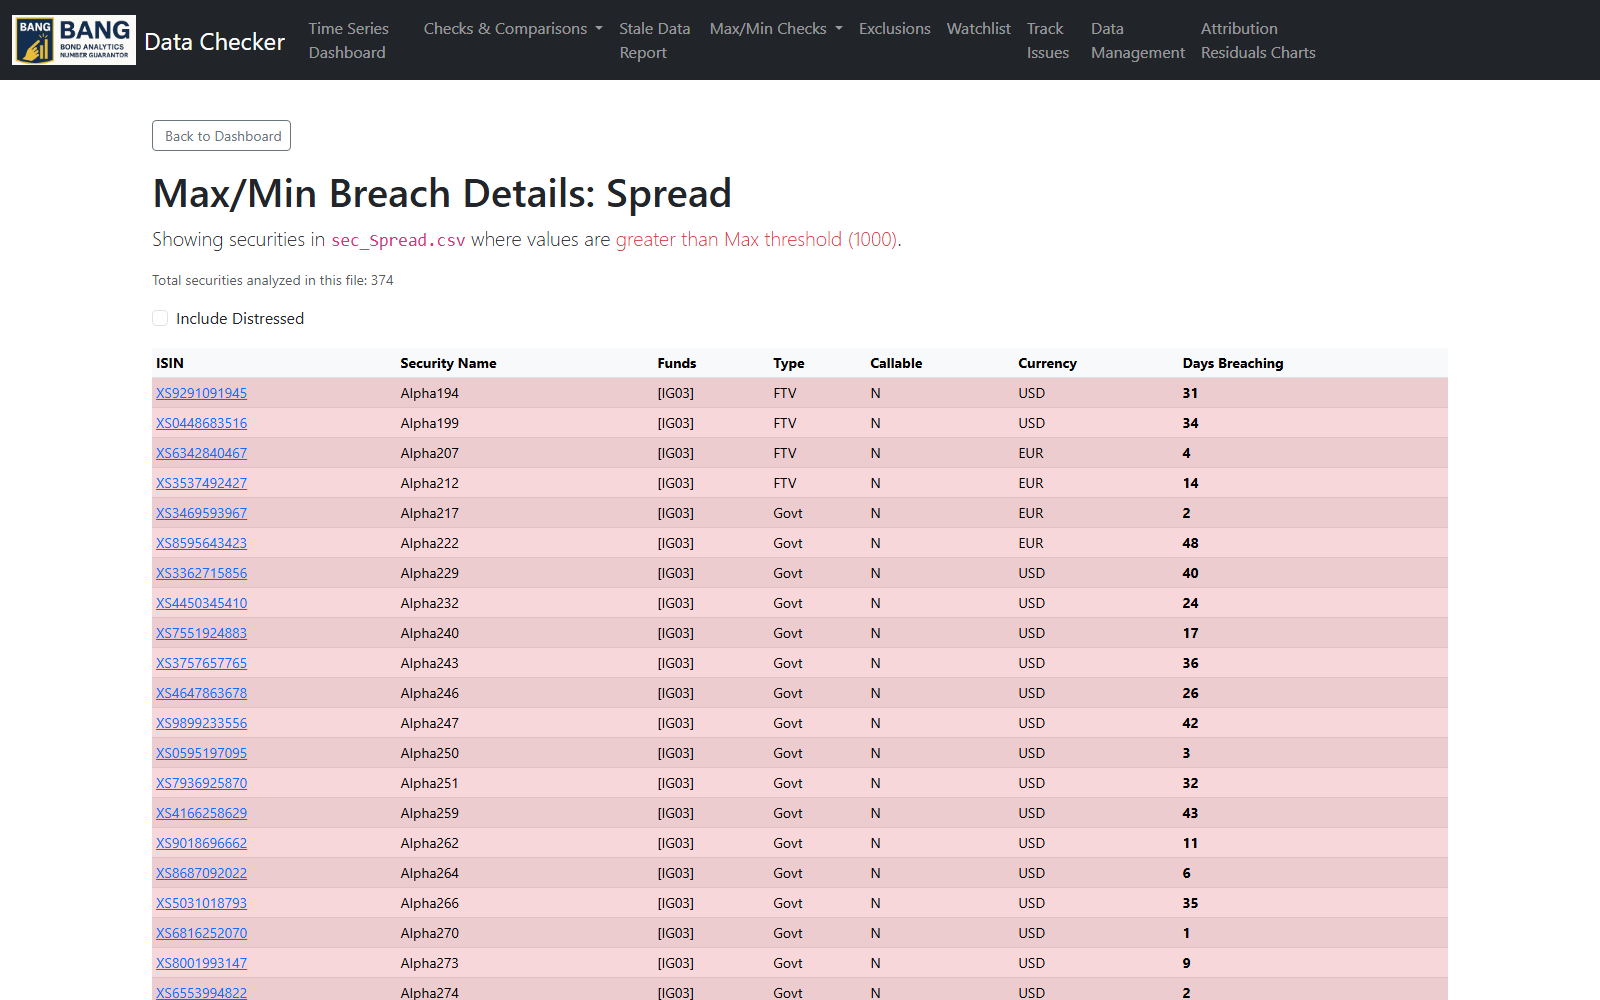 BANG BANG
BOND ANALYTICS
NUMBER GUARANTOR
Data Checker
Time Series Dashboard
Checks & Comparisons
Stale Data Report
Max/Min Checks
Exclusions
Watchlist
Track Issues
Data Management
Attribution Residuals Charts
Back to Dashboard
Max/Min Breach Details: Spread
Showing securities in sec_Spread.csv where values are greater than Max threshold (1000).
Total securities analyzed in this file: 374
Include Distressed
ISIN Security Name Funds Type Callable Currency Days Breaching
XS9291091945 Alpha194 [IG03] FTV N USD 31
XS0448683516 Alpha199 [IG03] FTV N USD 34
XS6342840467 Alpha207 [IG03] FTV N EUR 4
XS3537492427 Alpha212 [IG03] FTV N EUR 14
XS3469593967 Alpha217 [IG03] Govt N EUR 2
XS8595643423 Alpha222 [IG03] Govt N EUR 48
XS3362715856 Alpha229 [IG03] Govt N USD 40
XS4450345410 Alpha232 [IG03] Govt N USD 24
XS7551924883 Alpha240 [IG03] Govt N USD 17
XS3757657765 Alpha243 [IG03] Govt N USD 36
XS4647863678 Alpha246 [IG03] Govt N USD 26
XS9899233556 Alpha247 [IG03] Govt N USD 42
XS0595197095 Alpha250 [IG03] Govt N USD 3
XS7936925870 Alpha251 [IG03] Govt N USD 32
XS4166258629 Alpha259 [IG03] Govt N USD 43
XS9018696662 Alpha262 [IG03] Govt N USD 11
XS8687092022 Alpha264 [IG03] Govt N USD 6
XS5031018793 Alpha266 [IG03] Govt N USD 35
XS6816252070 Alpha270 [IG03] Govt N USD 1
XS8001993147 Alpha273 [IG03] Govt N USD 9
XS6553994822 Alpha274 [IG03] Govt N USD 2